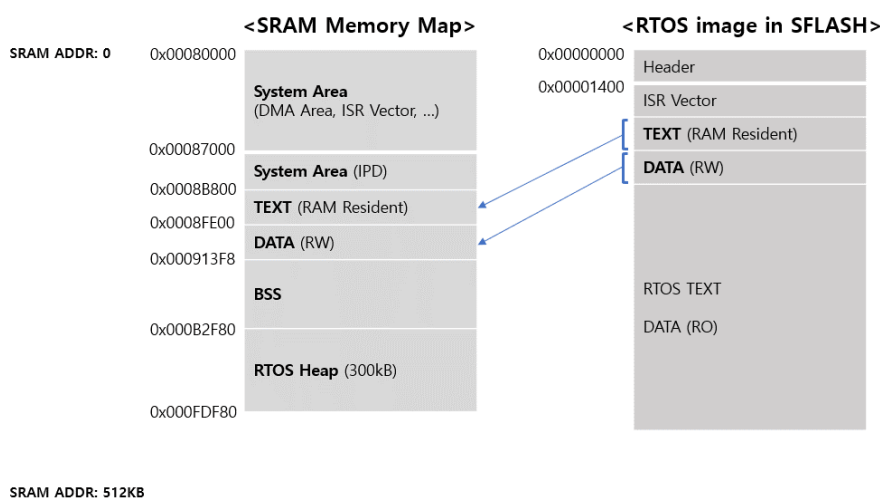 <SRAM Memory Map>
<RTOS image in SFLASH>
SRAM ADDR: 0
0x00080000
System Area
(DMA Area, ISR Vector, ...)
0x00087000
System Area (IPD)
0x0008B800
TEXT (RAM Resident)
0x0008FE00
DATA (RW)
0x000913F8
BSS
0x000B2F80
RTOS Heap (300kB)
0x000FDF80
0x00000000
Header
0x00001400
ISR Vector
TEXT (RAM Resident)
DATA (RW)
RTOS TEXT
DATA (RO)
SRAM ADDR: 512KB